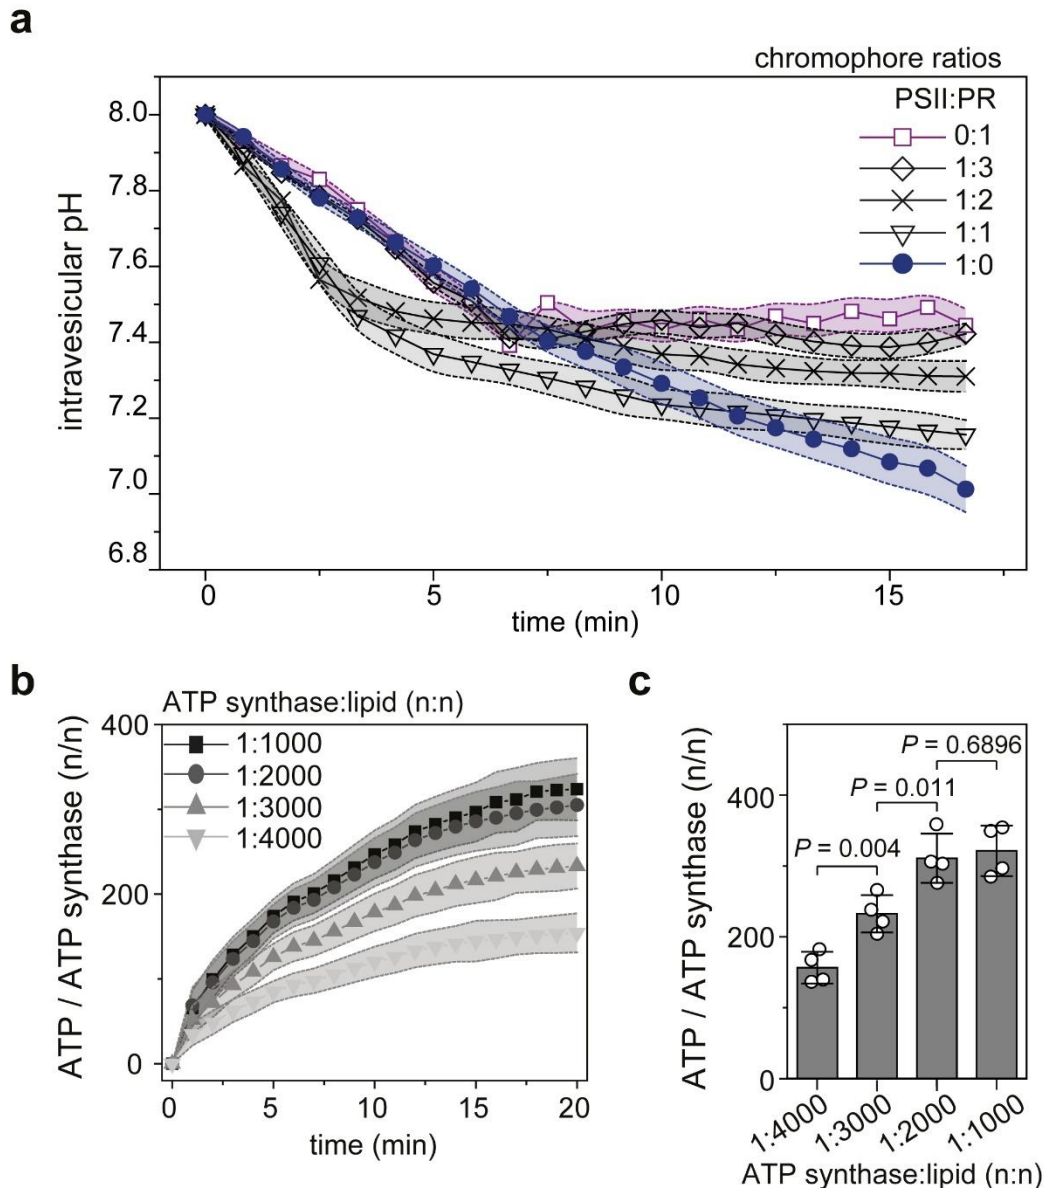 a
chromophore ratios
PSII:PR
0:1
1:3
1:2
1:1
1:0
8.0
7.8
7.6
7.4
7.2
7.0
6.8
intravesicular pH
0 5 10 15
time (min)
b
ATP synthase:lipid (n:n)
1:1000
1:2000
1:3000
1:4000
400
200
0
ATP / ATP synthase (n/n)
0 5 10 15 20
time (min)
c
P = 0.6896
P = 0.011
P = 0.004
400
200
0
ATP / ATP synthase (n/n)
1:4000 1:3000 1:2000 1:1000
ATP synthase:lipid (n:n)